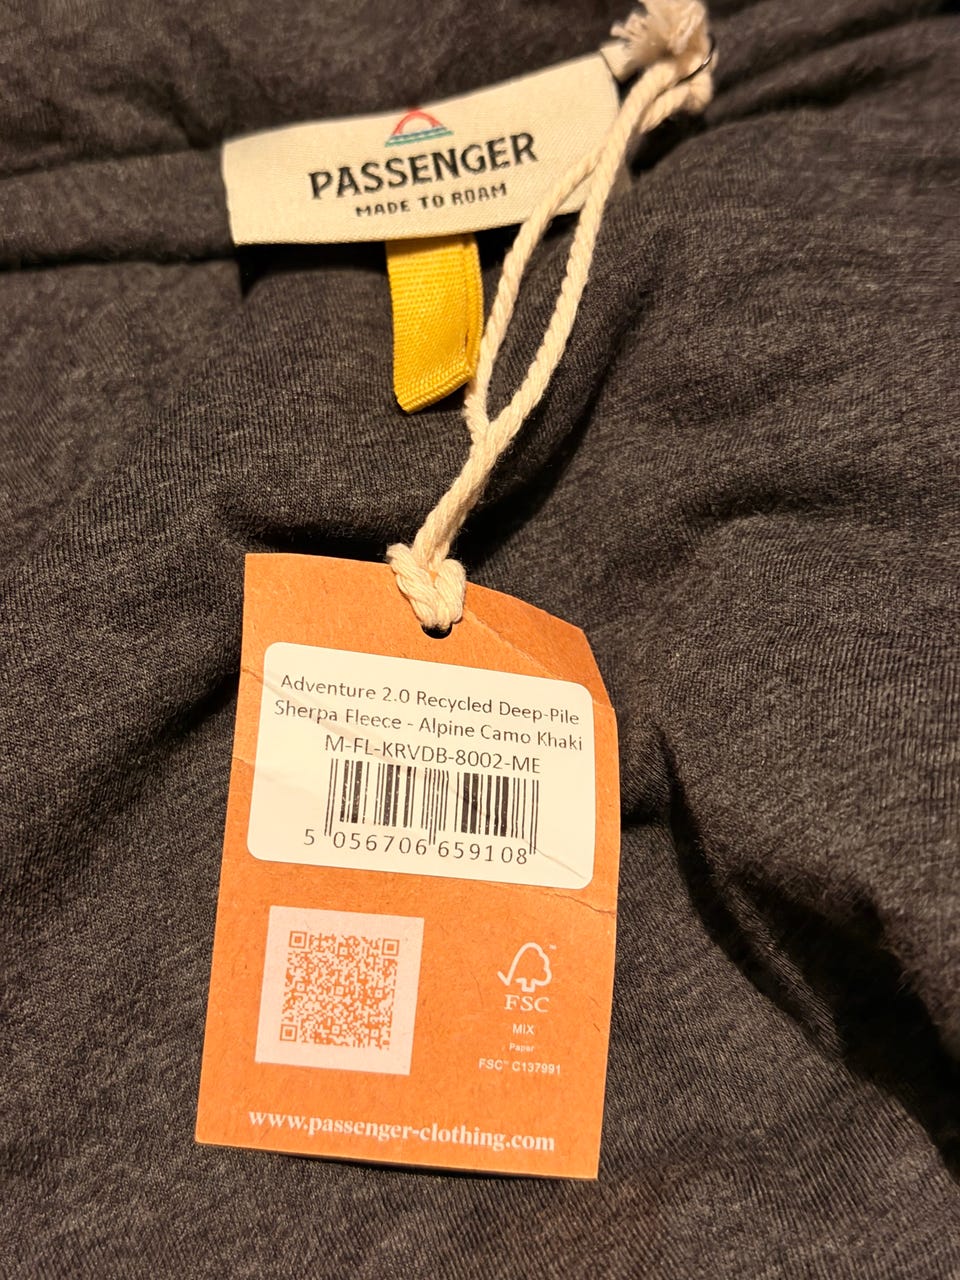 PASSENGER
MADE TO ROAM
Adventure 2.0 Recycled Deep-Pile
Sherpa Fleece - Alpine Camo Khaki
M-FL-KRVDB-8002-ME
5 056706 659108
FSC
MIX
Paper
FSC™ C137991
www.passenger-clothing.com